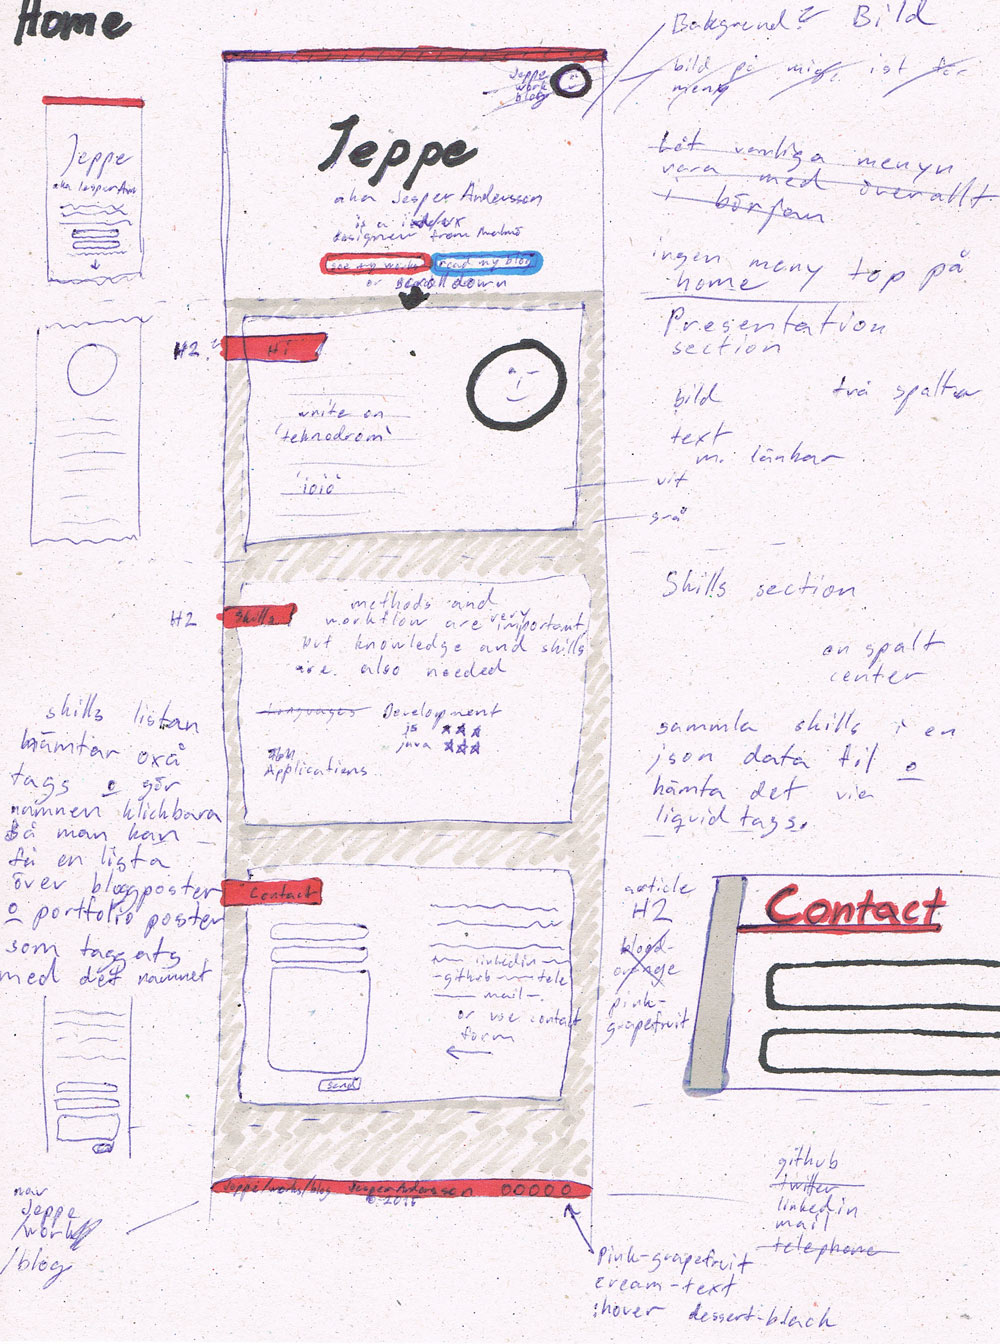 Home
Bakgrund? Bild
bild på mig, ist för
meny
Jeppe
work
blog
Låt vanliga menyn
vara med överallt
i början
ingen meny top på
home
Jeppe
aka Jesper Andersson
is a
designer from Malmö
see my works
read my blog
or scroll down
Jeppe
aka Jesper An
H2
Hi
write on
'teknodrom'
'ioio'
Presentation
section
bild
två spalter
text
m. länkar
vit
grå
H2
Skills
methods and
workflow are very important,
but knowledge and skills
are also needed
Languages
Development
js ★★★
java ★★★
Applications
Skills section
en spalt
center
samla skills i en
json data fil o
hämta det via
liquid tags.
skills listan
hämtar oxå
tags o gör
namnen klickbara
så man kan
få en lista
över bloggposter
o portfolio poster
som taggats
med det namnet
Contact
linkedin
github
tele
mail
or use contact
form
send
article
H2
blood-
orange
pink-
grapefruit
Contact
Jeppe/works/blog Jesper Andersson
© 2015
nav
Jeppe
/work
/blog
github
twitter
linkedin
mail
telephone
pink-grapefruit
cream-text
:hover dessert-black